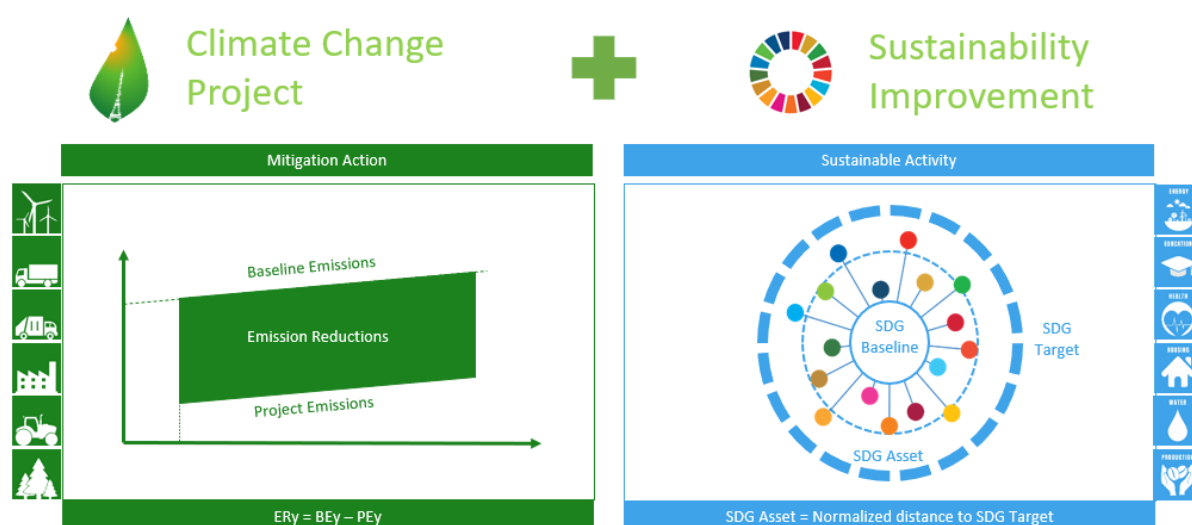 Climate Change
Project
Sustainability
Improvement
Mitigation Action
Baseline Emissions
Emission Reductions
Project Emissions
ERy = BEy – PEy
Sustainable Activity
SDG
Baseline
SDG
Target
SDG Asset
SDG Asset = Normalized distance to SDG Target
ENERGY
EDUCATION
HEALTH
HOUSING
WATER
PRODUCTION